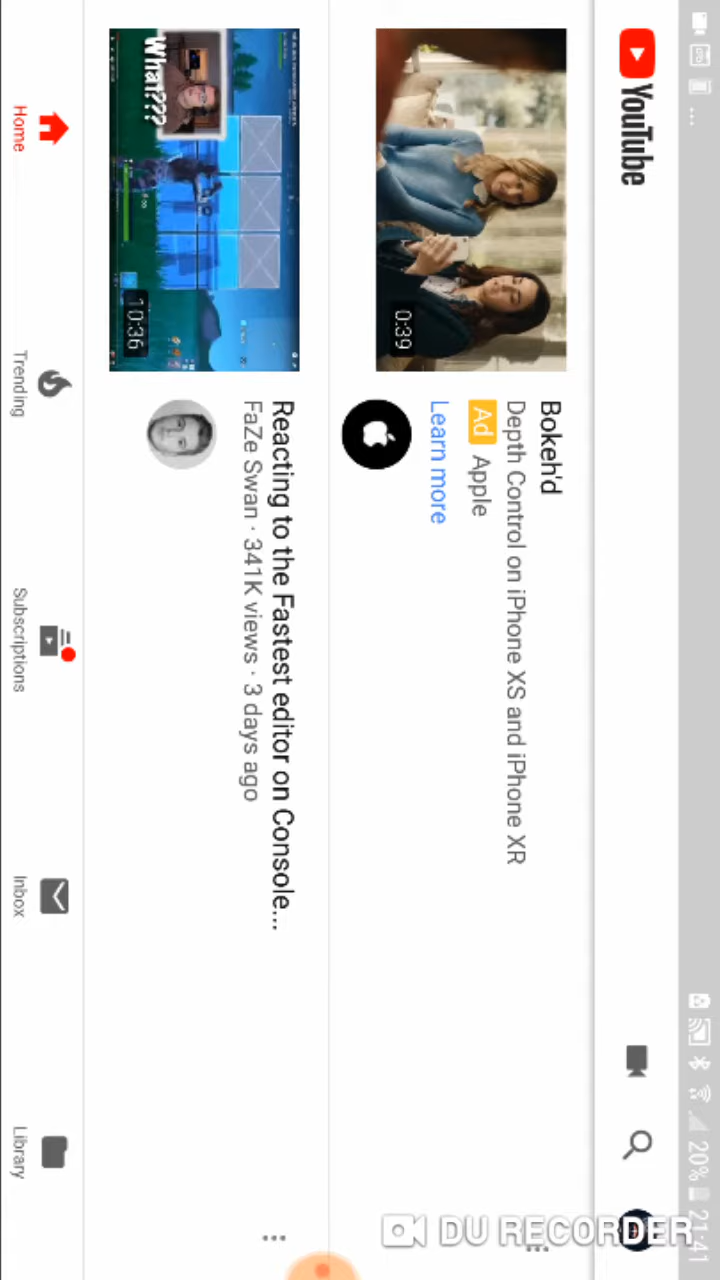 20% 21:41
YouTube
DU RECORDER
0:39
Bokeh'd
Depth Control on iPhone XS and iPhone XR
Ad Apple
Learn more
What???
10:36
Reacting to the Fastest editor on Console...
FaZe Swan · 341K views · 3 days ago
Home
Trending
Subscriptions
Inbox
Library